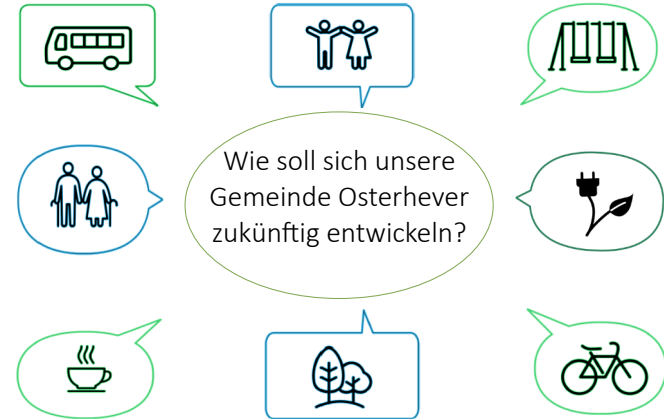 Wie soll sich unsere
Gemeinde Osterhever
zukünftig entwickeln?